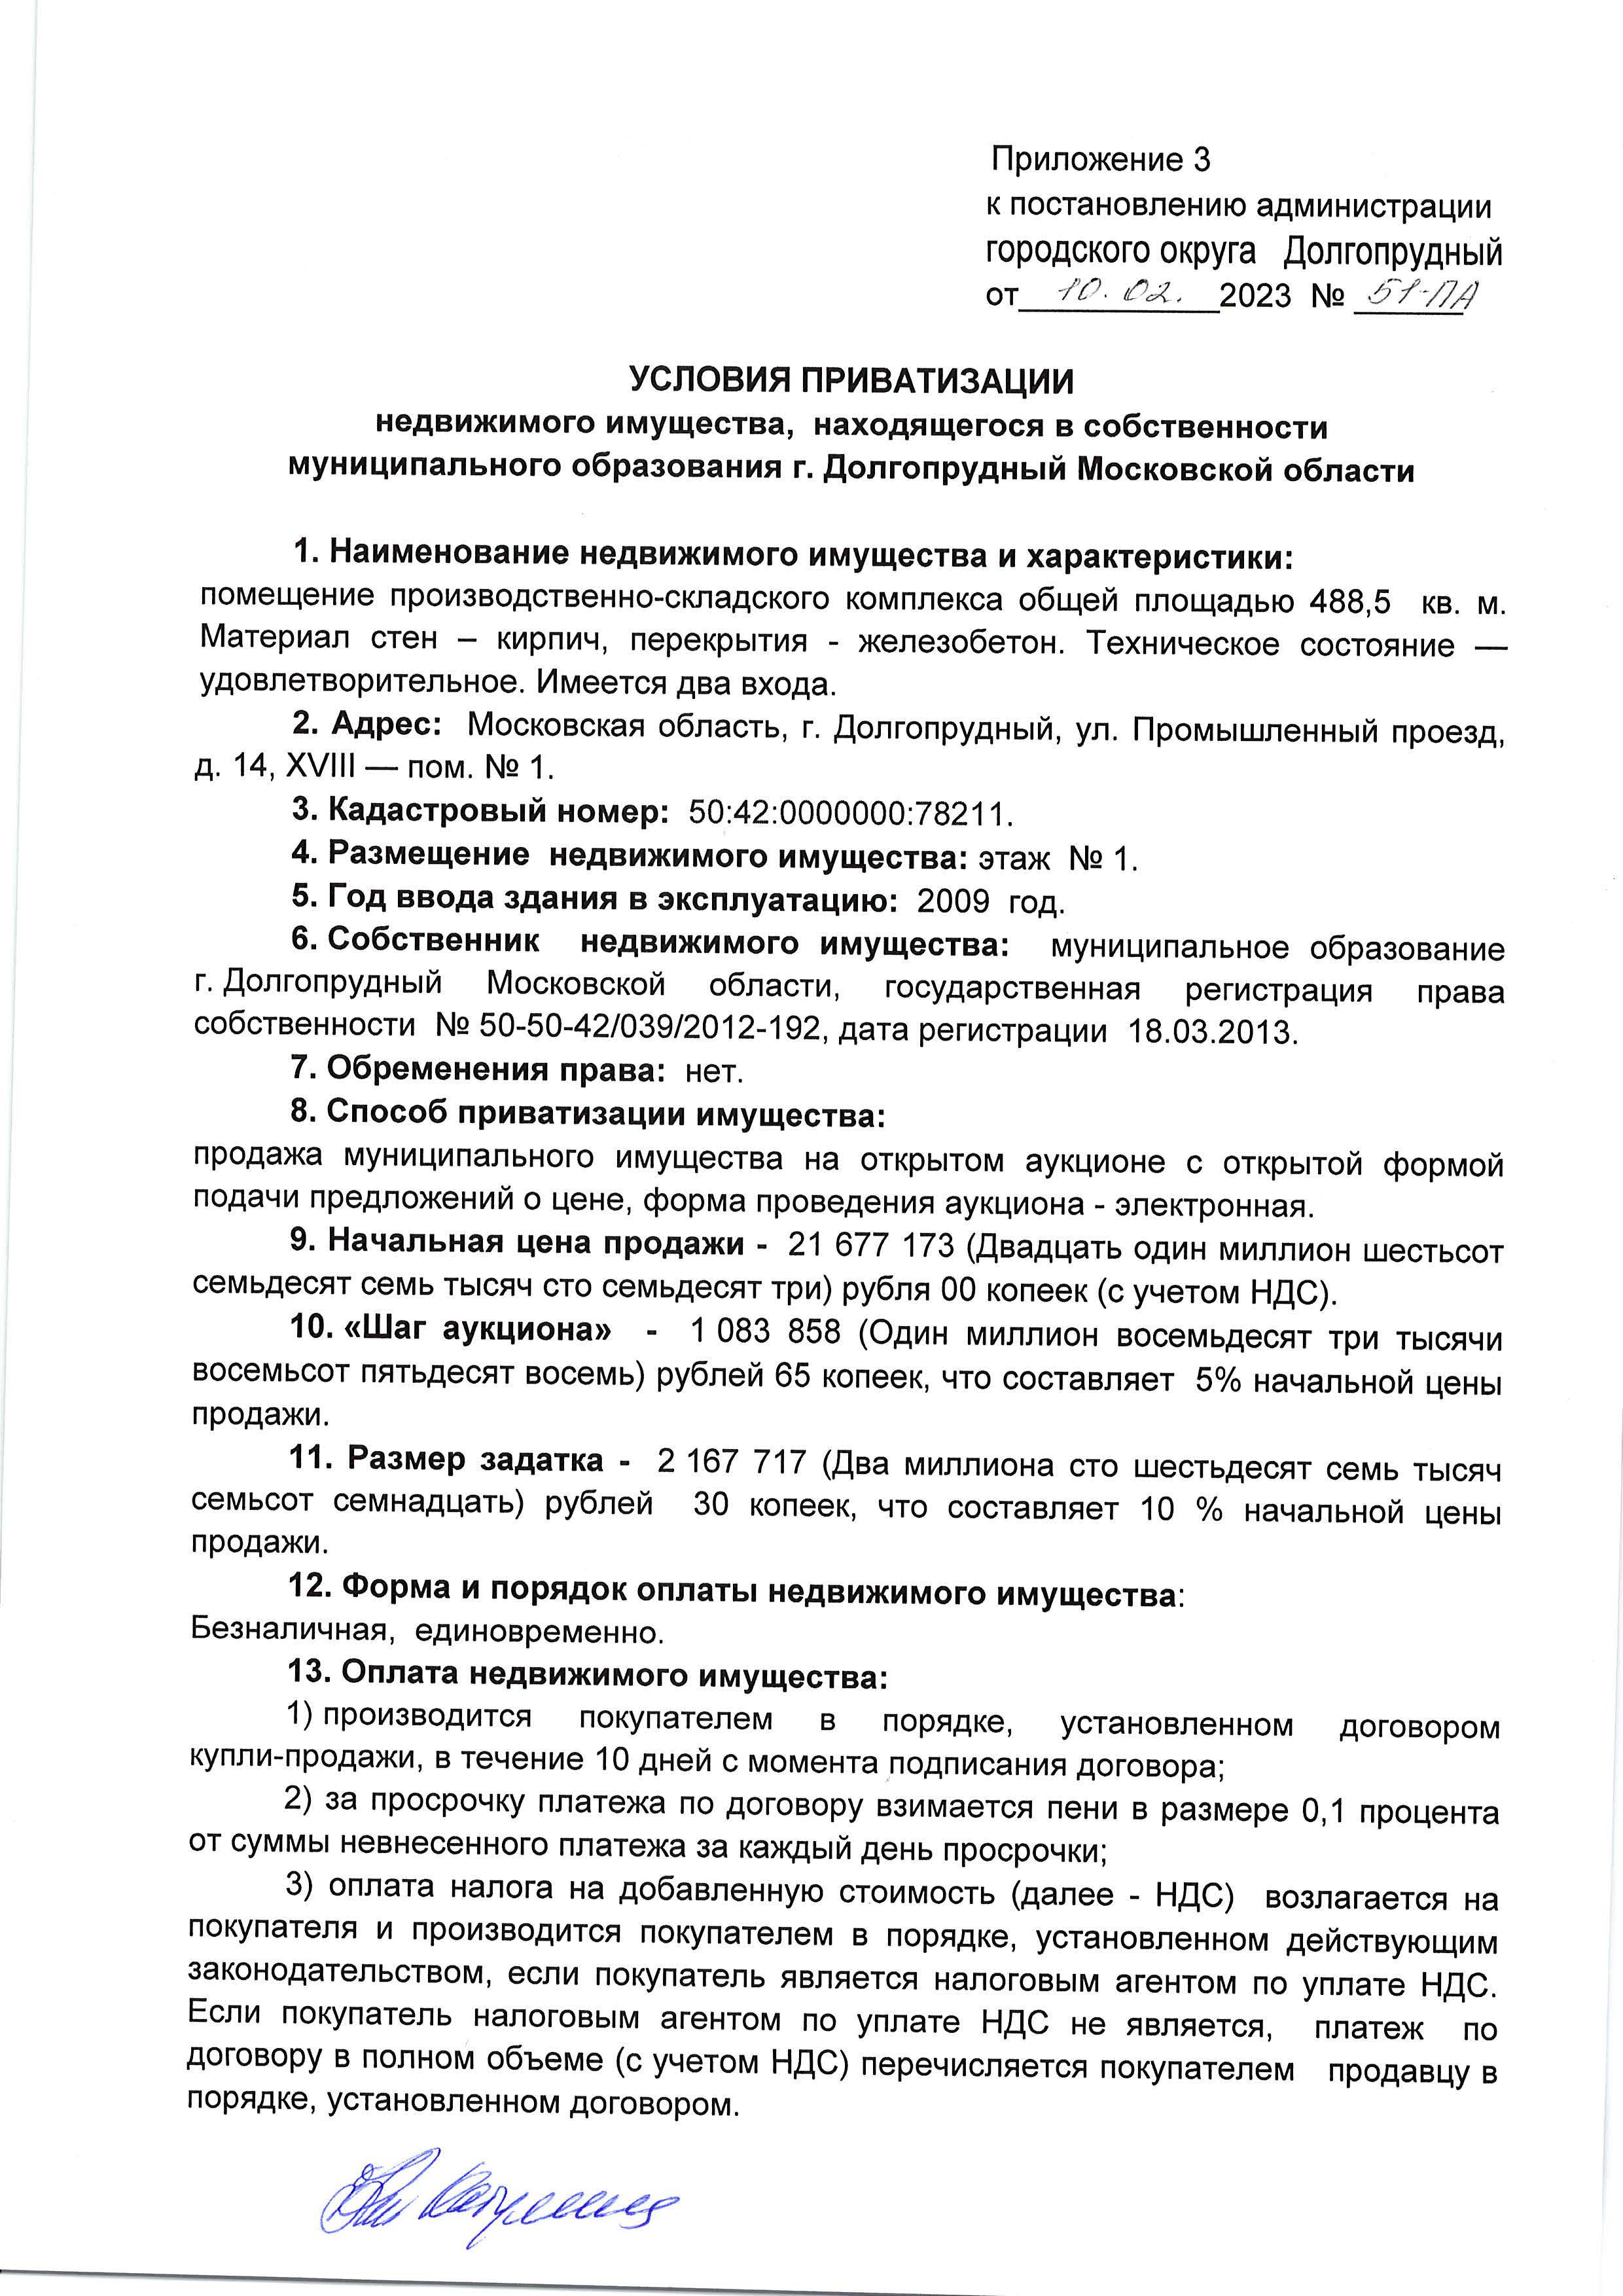 Приложение 3
к постановлению администрации
городского округа Долгопрудный
от 10.02. 2023 № 51-ПА
УСЛОВИЯ ПРИВАТИЗАЦИИ
недвижимого имущества, находящегося в собственности
муниципального образования г. Долгопрудный Московской области
1. Наименование недвижимого имущества и характеристики:
помещение производственно-складского комплекса общей площадью 488,5 кв. м.
Материал стен – кирпич, перекрытия - железобетон. Техническое состояние —
удовлетворительное. Имеется два входа.
2. Адрес: Московская область, г. Долгопрудный, ул. Промышленный проезд,
д. 14, XVIII — пом. № 1.
3. Кадастровый номер: 50:42:0000000:78211.
4. Размещение недвижимого имущества: этаж № 1.
5. Год ввода здания в эксплуатацию: 2009 год.
6. Собственник недвижимого имущества: муниципальное образование
г. Долгопрудный Московской области, государственная регистрация права
собственности № 50-50-42/039/2012-192, дата регистрации 18.03.2013.
7. Обременения права: нет.
8. Способ приватизации имущества:
продажа муниципального имущества на открытом аукционе с открытой формой
подачи предложений о цене, форма проведения аукциона - электронная.
9. Начальная цена продажи - 21 677 173 (Двадцать один миллион шестьсот
семьдесят семь тысяч сто семьдесят три) рубля 00 копеек (с учетом НДС).
10. «Шаг аукциона» - 1 083 858 (Один миллион восемьдесят три тысячи
восемьсот пятьдесят восемь) рублей 65 копеек, что составляет 5% начальной цены
продажи.
11. Размер задатка - 2 167 717 (Два миллиона сто шестьдесят семь тысяч
семьсот семнадцать) рублей 30 копеек, что составляет 10 % начальной цены
продажи.
12. Форма и порядок оплаты недвижимого имущества:
Безналичная, единовременно.
13. Оплата недвижимого имущества:
1) производится покупателем в порядке, установленном договором
купли-продажи, в течение 10 дней с момента подписания договора;
2) за просрочку платежа по договору взимается пени в размере 0,1 процента
от суммы невнесенного платежа за каждый день просрочки;
3) оплата налога на добавленную стоимость (далее - НДС) возлагается на
покупателя и производится покупателем в порядке, установленном действующим
законодательством, если покупатель является налоговым агентом по уплате НДС.
Если покупатель налоговым агентом по уплате НДС не является, платеж по
договору в полном объеме (с учетом НДС) перечисляется покупателем продавцу в
порядке, установленном договором.